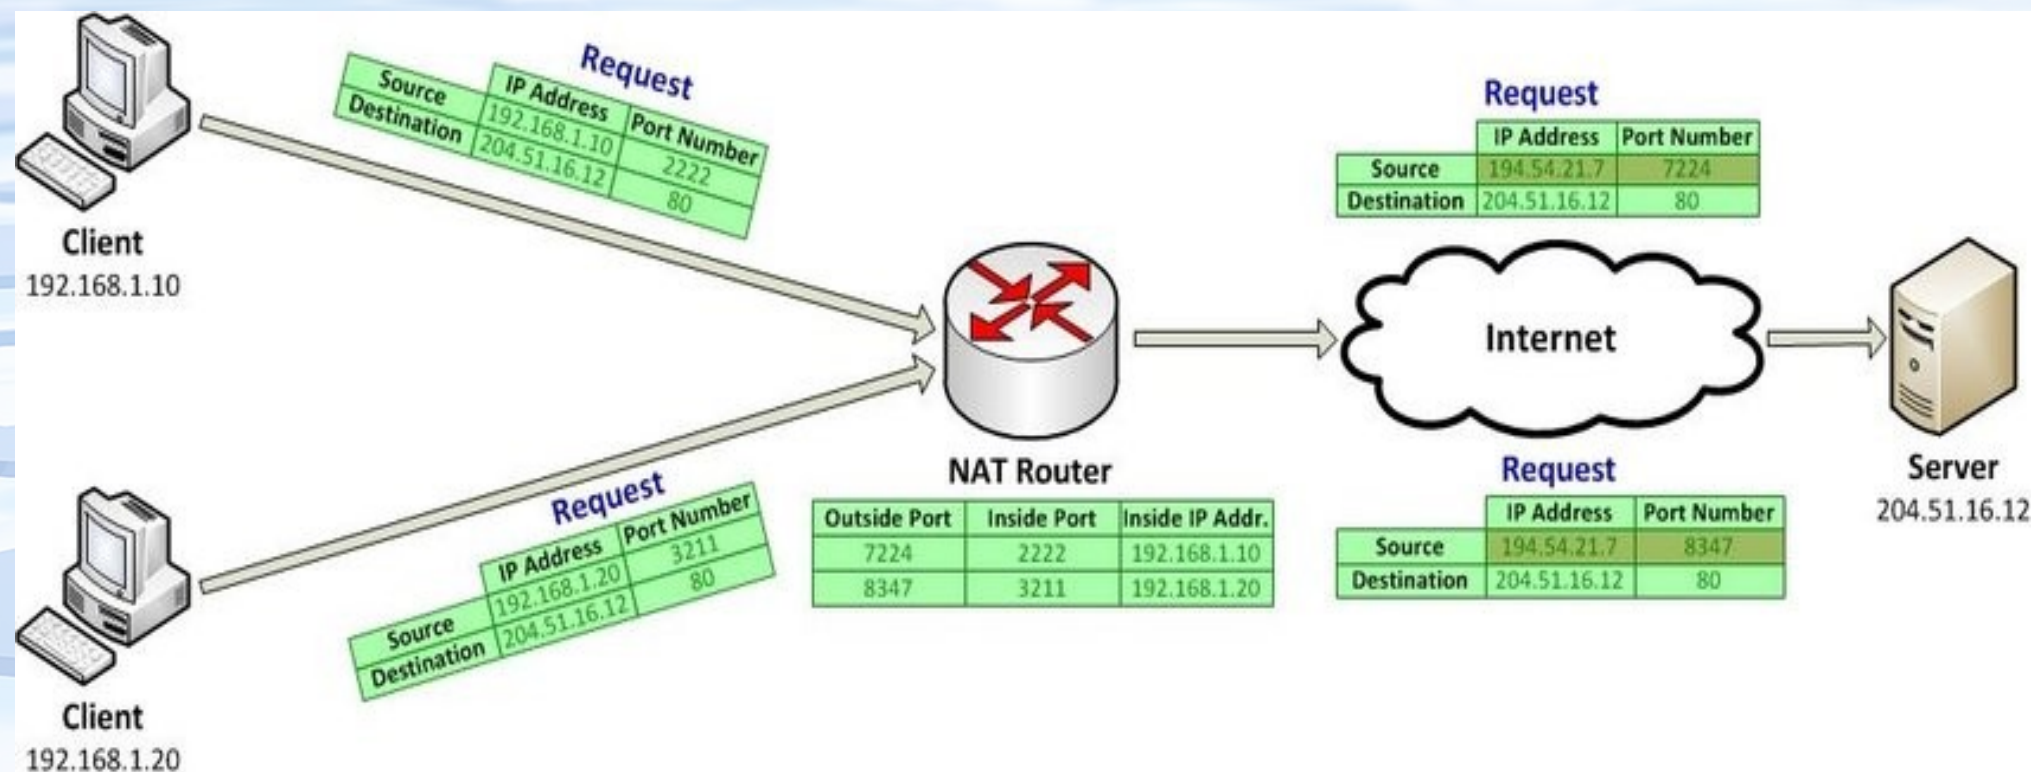 Request
IP Address Port Number
Source 192.168.1.10 2222
Destination 204.51.16.12 80
Client
192.168.1.10
Request
IP Address Port Number
Source 194.54.21.7 7224
Destination 204.51.16.12 80
Internet
NAT Router
Outside Port Inside Port Inside IP Addr.
7224 2222 192.168.1.10
8347 3211 192.168.1.20
Request
IP Address Port Number
Source 194.54.21.7 8347
Destination 204.51.16.12 80
Server
204.51.16.12
Request
IP Address Port Number
Source 192.168.1.20 3211
Destination 204.51.16.12 80
Client
192.168.1.20